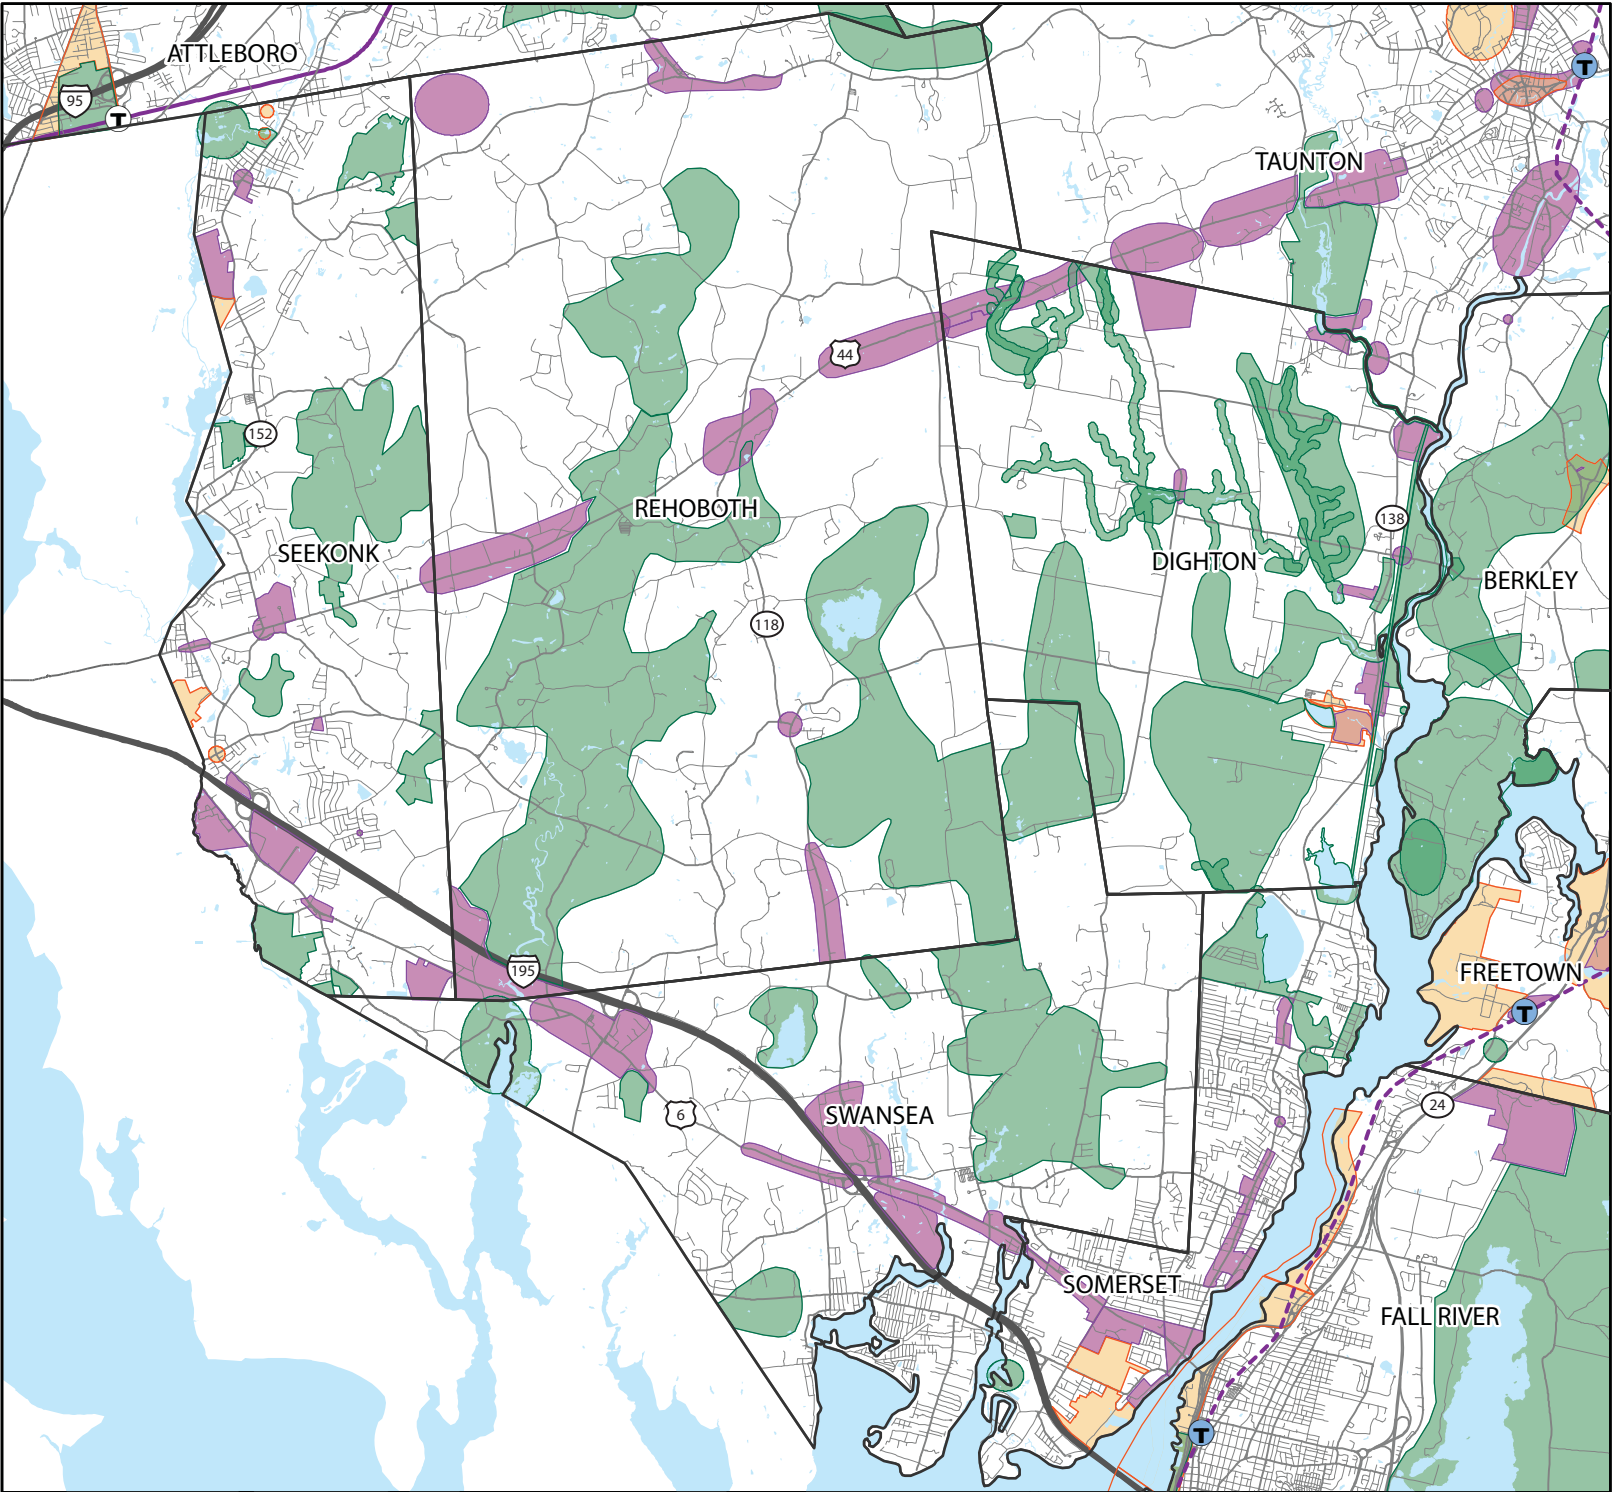 ATTLEBORO
T
95
T
TAUNTON
44
152
REHOBOTH
138
SEEKONK
DIGHTON
BERKLEY
118
195
FREETOWN
T
24
6
SWANSEA
SOMERSET
FALL RIVER
T